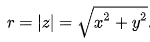 r = |z| = √(x² + y²).